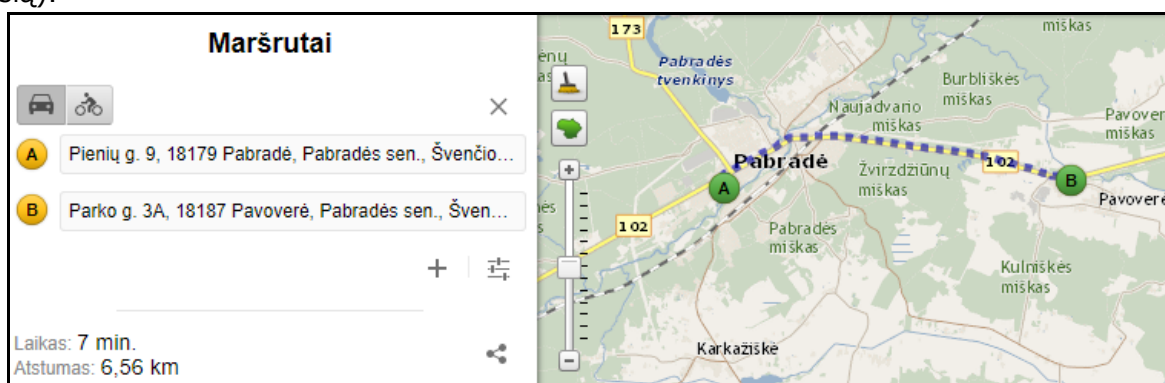 Maršrutai
A Pienių g. 9, 18179 Pabradė, Pabradės sen., Švenčio...
B Parko g. 3A, 18187 Pavoverė, Pabradės sen., Šven...
Laikas: 7 min.
Atstumas: 6,56 km
173
miškas
Pabradės
tvenkinys
Burbliškės
miškas
Naujadvario
miškas
Pavover
miškas
Pabradė
102
Žvirzdžiūnų
miškas
A
B
Pavoverė
102
Pabradės
miškas
Kulniškės
miškas
Karkažiškė